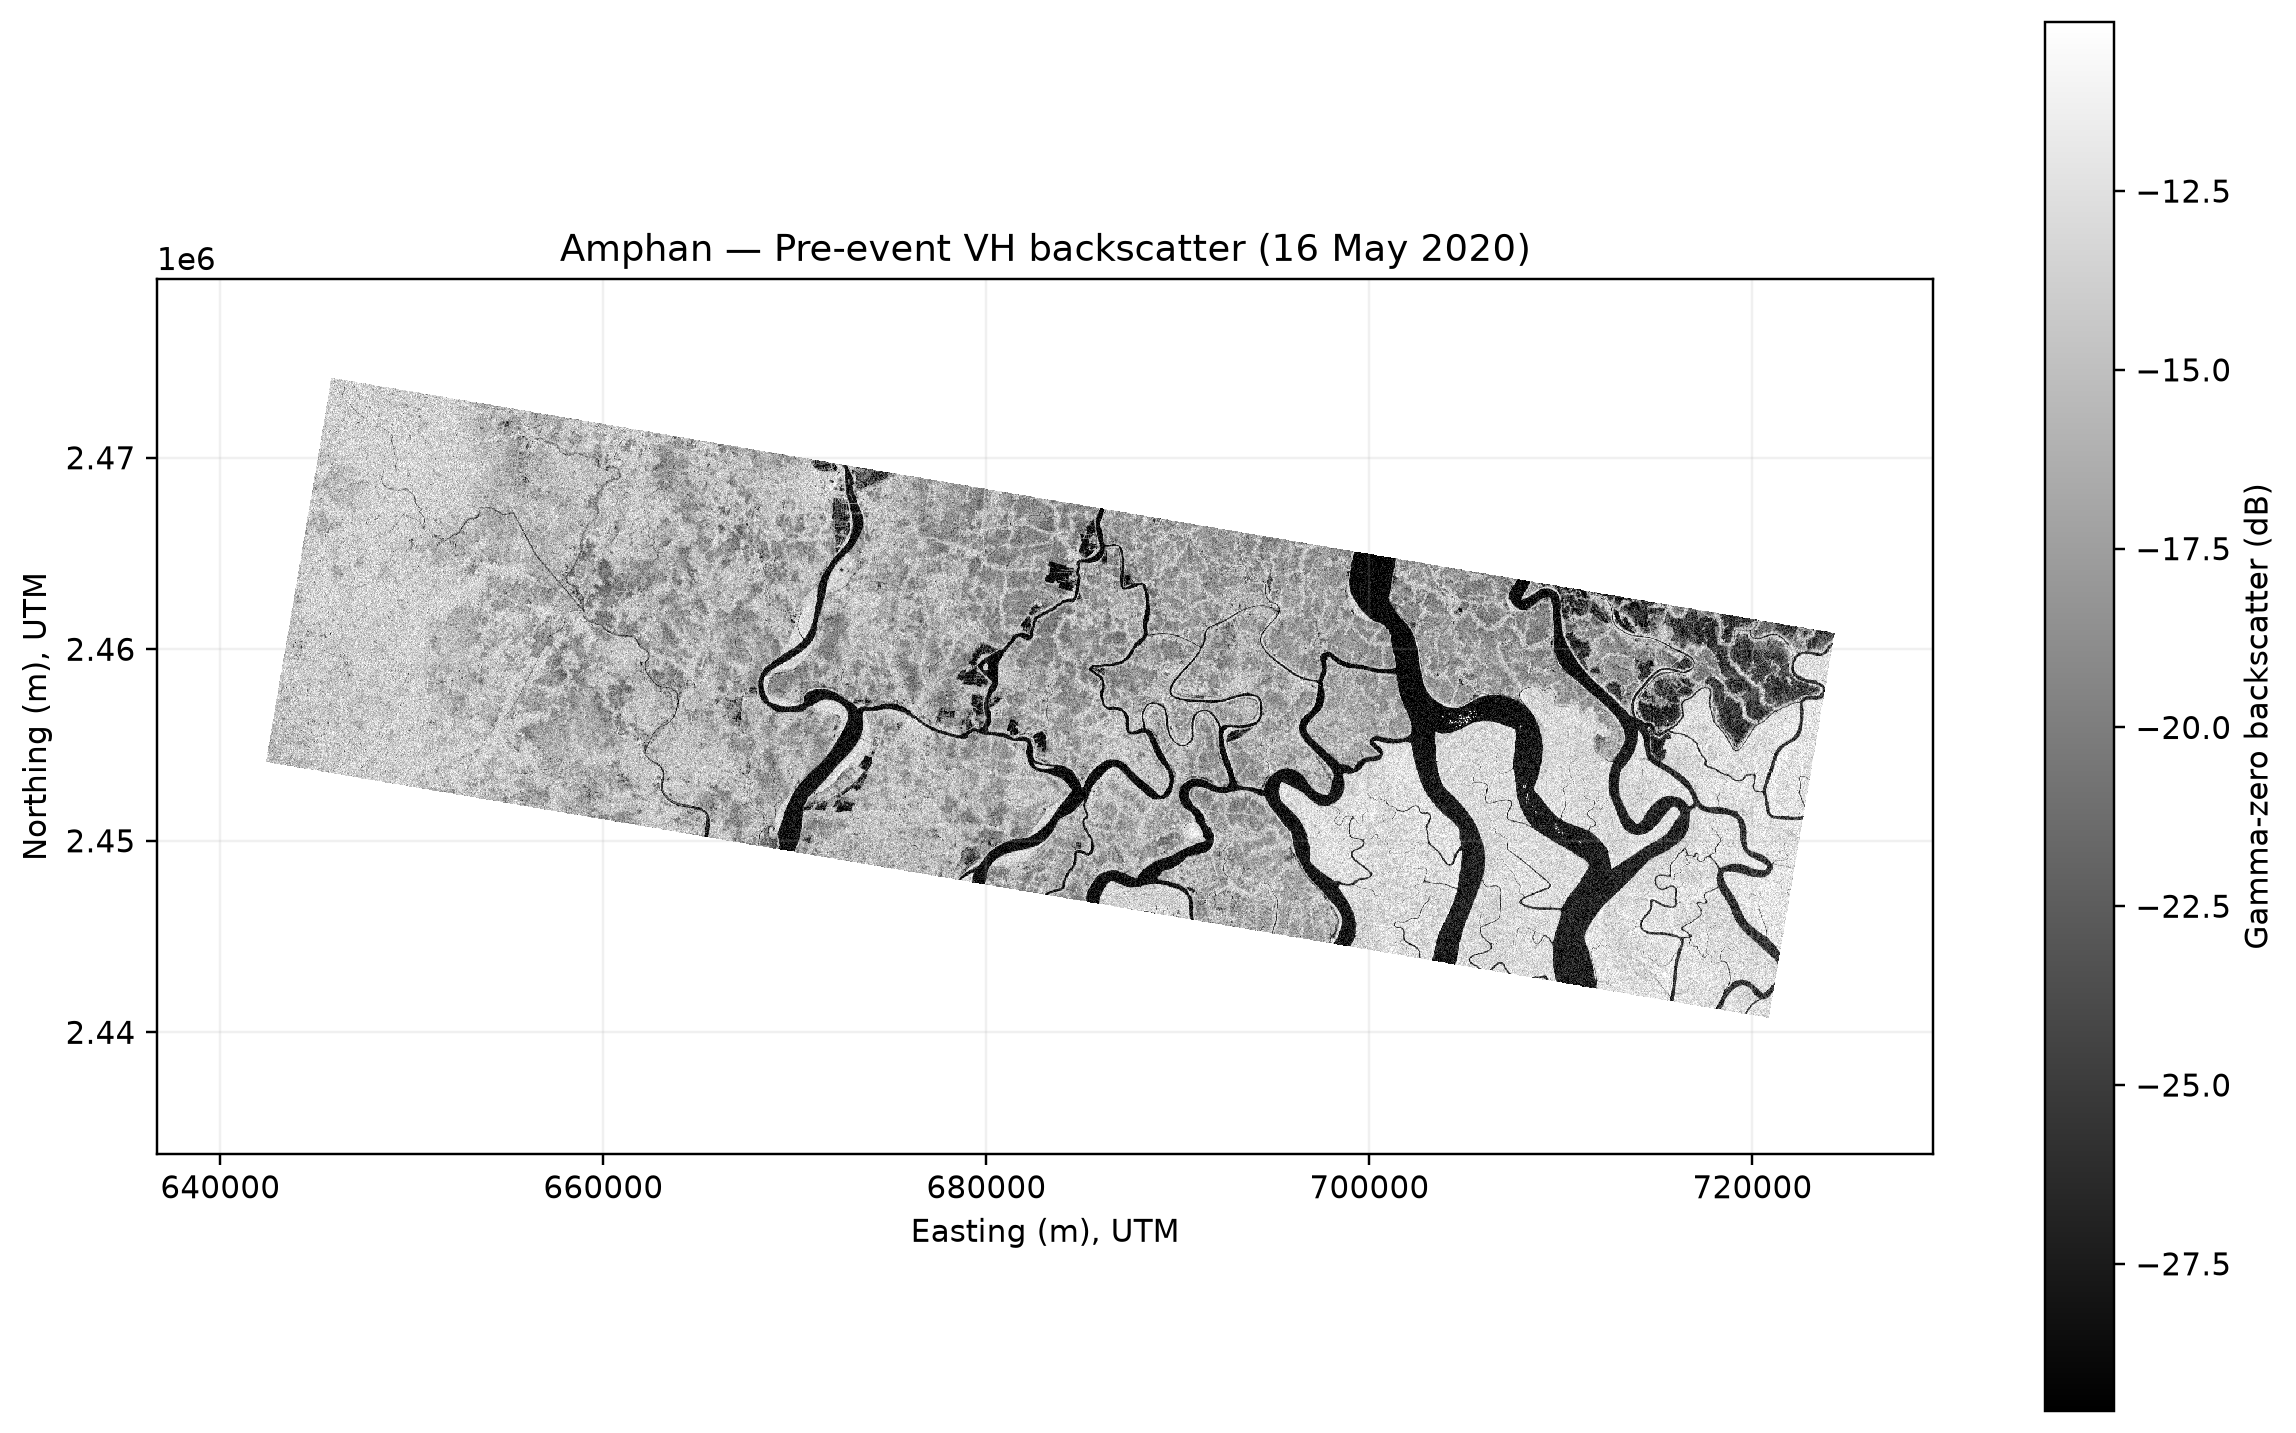 Amphan — Pre-event VH backscatter (16 May 2020)
1e6
2.47
2.46
2.45
2.44
Northing (m), UTM
640000 660000 680000 700000 720000
Easting (m), UTM
−12.5
−15.0
−17.5
−20.0
−22.5
−25.0
−27.5
Gamma-zero backscatter (dB)